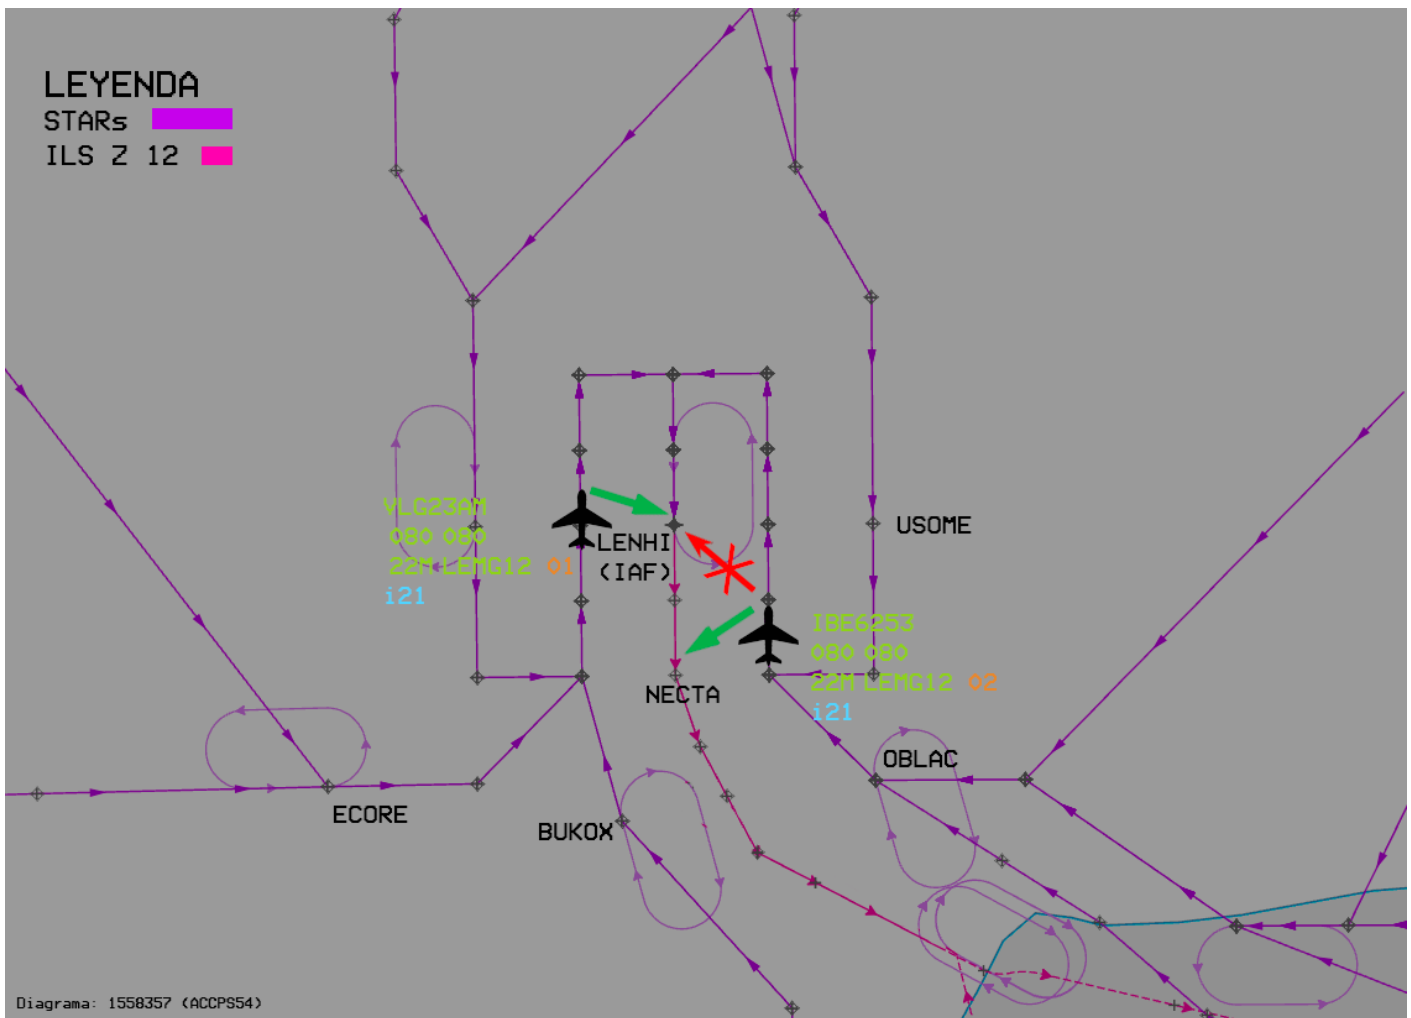 LEYENDA
STARs
ILS Z 12
VLG23AM
080 080
22M LEMG12 01
i21
LENHI
(IAF)
USOME
IBE6253
080 080
22M LEMG12 02
i21
NECTA
OBLAC
ECORE
BUKOX
Diagrama: 1558357 (ACCPS54)